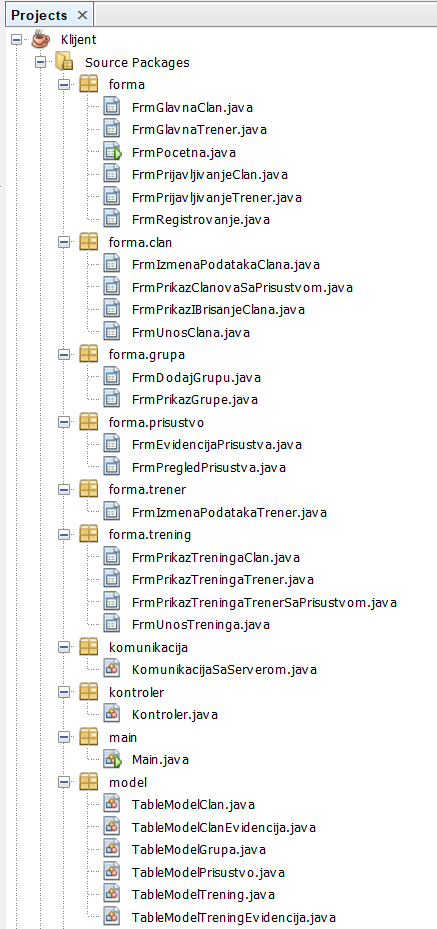 Projects
Klijent
Source Packages
forma
FrmGlavnaClan.java
FrmGlavnaTrener.java
FrmPocetna.java
FrmPrijavljivanjeClan.java
FrmPrijavljivanjeTrener.java
FrmRegistrovanje.java
forma.clan
FrmIzmenaPodatakaClana.java
FrmPrikazClanovaSaPrisustvom.java
FrmPrikazIBrisanjeClana.java
FrmUnosClana.java
forma.grupa
FrmDodajGrupu.java
FrmPrikazGrupe.java
forma.prisustvo
FrmEvidencijaPrisustva.java
FrmPregledPrisustva.java
forma.trener
FrmIzmenaPodatakaTrener.java
forma.trening
FrmPrikazTreningaClan.java
FrmPrikazTreningaTrener.java
FrmPrikazTreningaTrenerSaPrisustvom.java
FrmUnosTreninga.java
komunikacija
KomunikacijaSaServerom.java
kontroler
Kontroler.java
main
Main.java
model
TableModelClan.java
TableModelClanEvidencija.java
TableModelGrupa.java
TableModelPrisustvo.java
TableModelTrening.java
TableModelTreningEvidencija.java